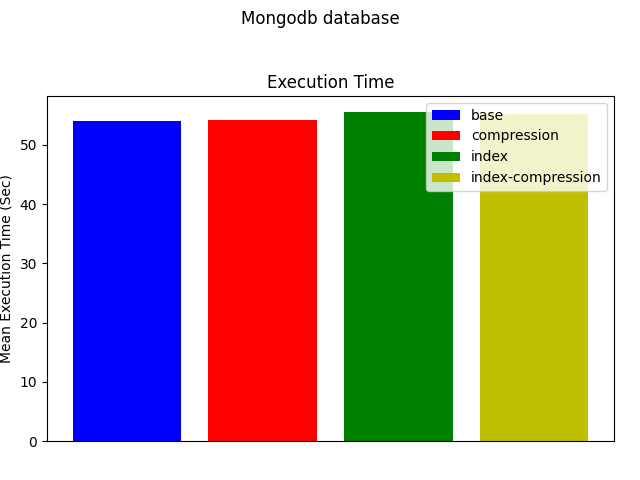 Mongodb database
Execution Time
Mean Execution Time (Sec)
50
40
30
20
10
0
base
compression
index
index-compression